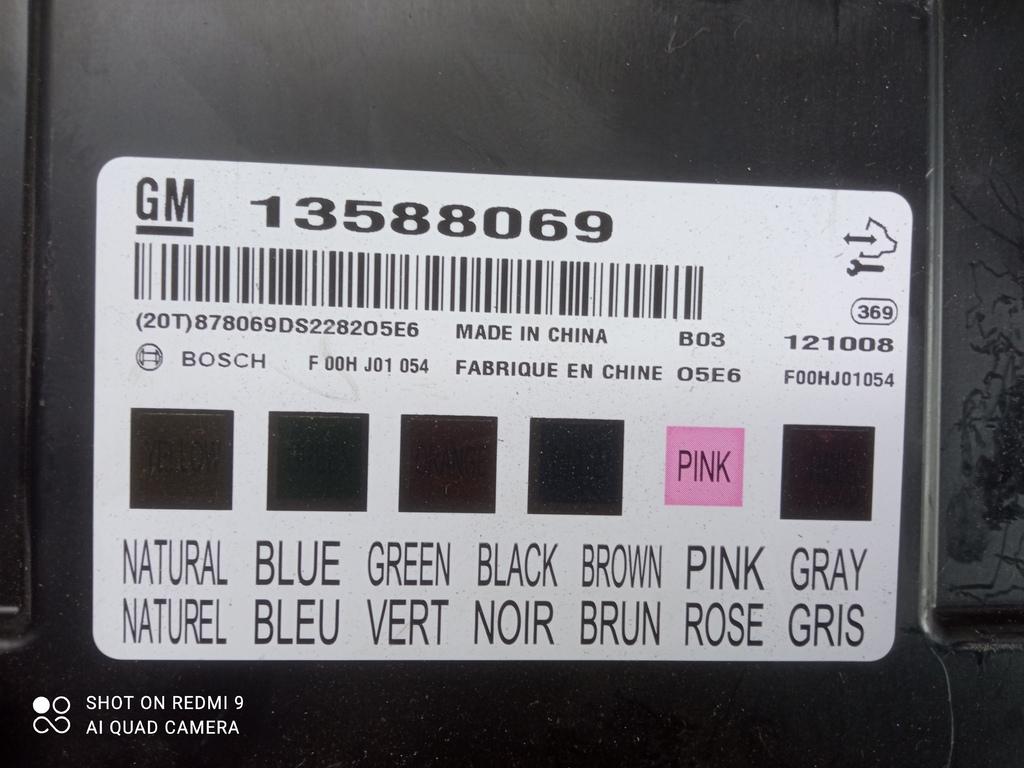 GM 13588069
369
(20T)878069DS228205E6 MADE IN CHINA B03 121008
BOSCH F 00H J01 054 FABRIQUE EN CHINE 05E6 F00HJ01054
YELLOW ORANGE PINK
NATURAL BLUE GREEN BLACK BROWN PINK GRAY
NATUREL BLEU VERT NOIR BRUN ROSE GRIS
SHOT ON REDMI 9
AI QUAD CAMERA